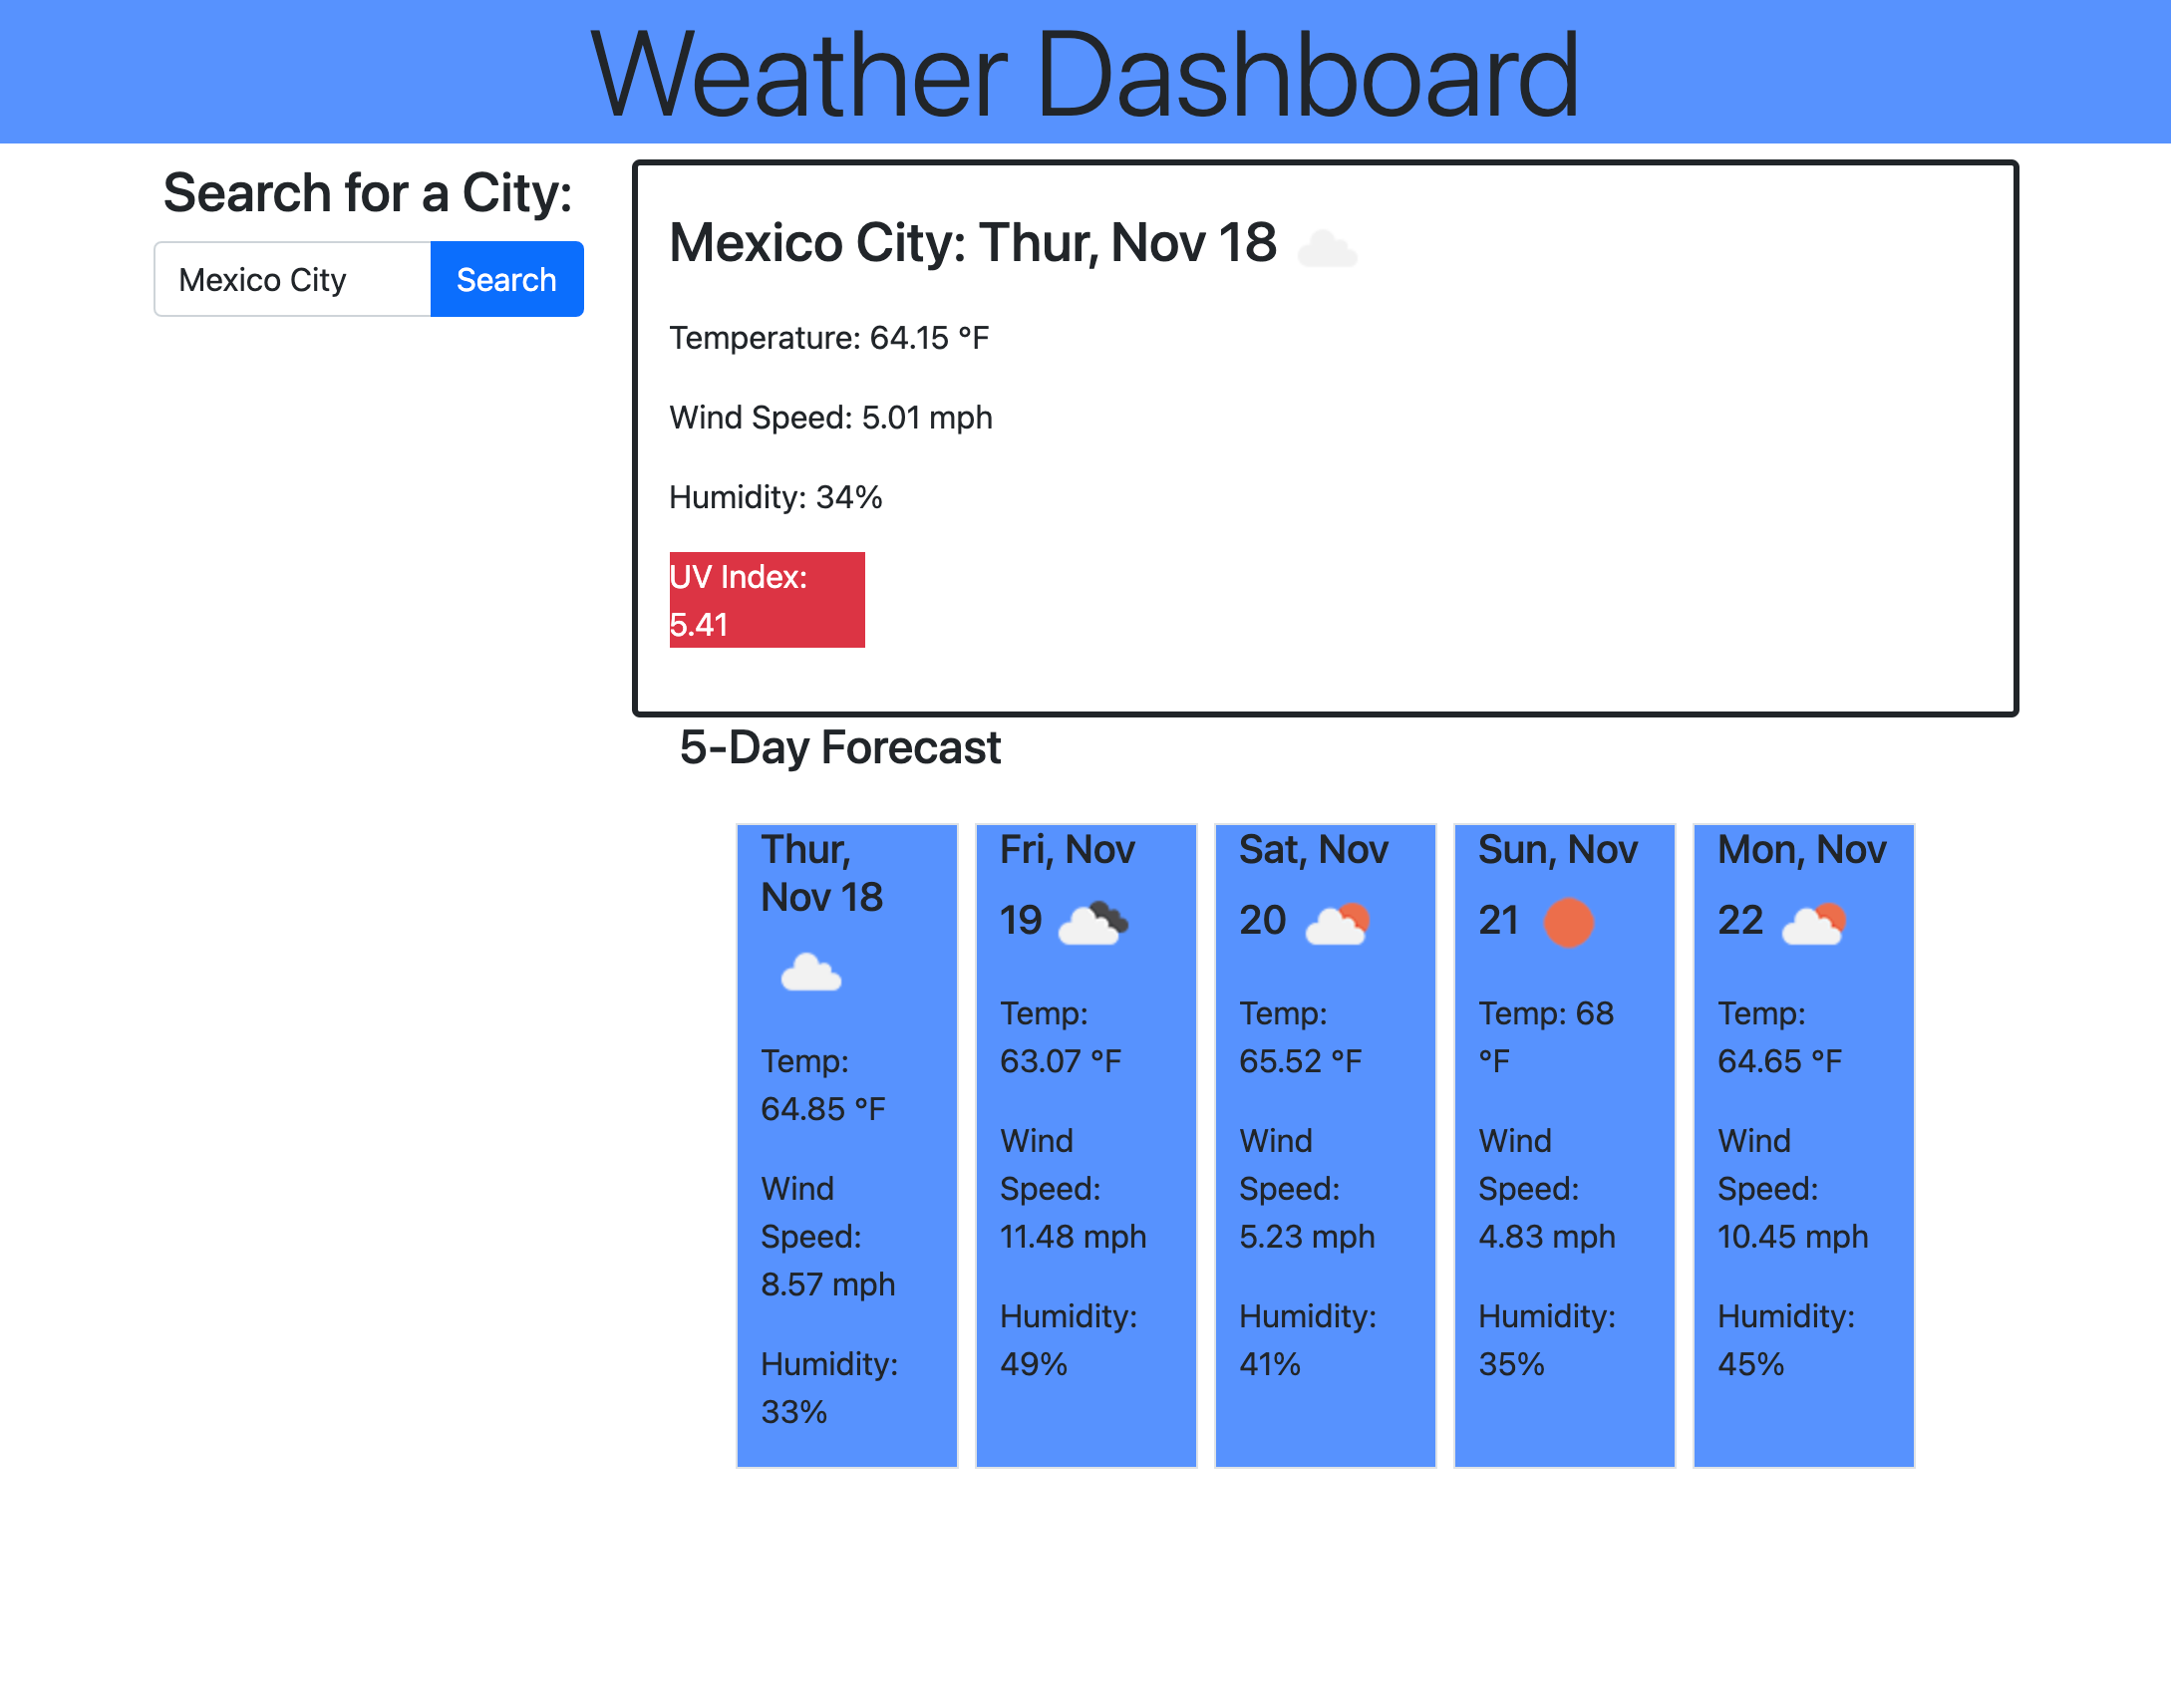 Weather Dashboard
Search for a City:
Mexico City
Search
Mexico City: Thur, Nov 18
Temperature: 64.15 °F
Wind Speed: 5.01 mph
Humidity: 34%
UV Index:
5.41
5-Day Forecast
Thur,
Nov 18
Temp:
64.85 °F
Wind
Speed:
8.57 mph
Humidity:
33%
Fri, Nov
19
Temp:
63.07 °F
Wind
Speed:
11.48 mph
Humidity:
49%
Sat, Nov
20
Temp:
65.52 °F
Wind
Speed:
5.23 mph
Humidity:
41%
Sun, Nov
21
Temp: 68
°F
Wind
Speed:
4.83 mph
Humidity:
35%
Mon, Nov
22
Temp:
64.65 °F
Wind
Speed:
10.45 mph
Humidity:
45%